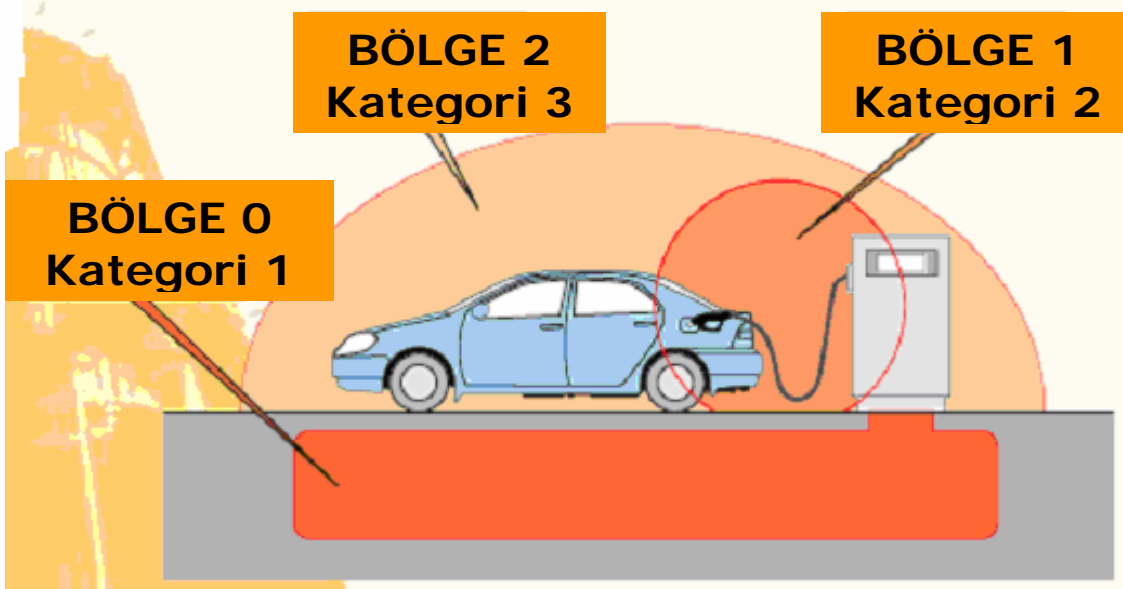 BÖLGE 2
Kategori 3
BÖLGE 1
Kategori 2
BÖLGE 0
Kategori 1